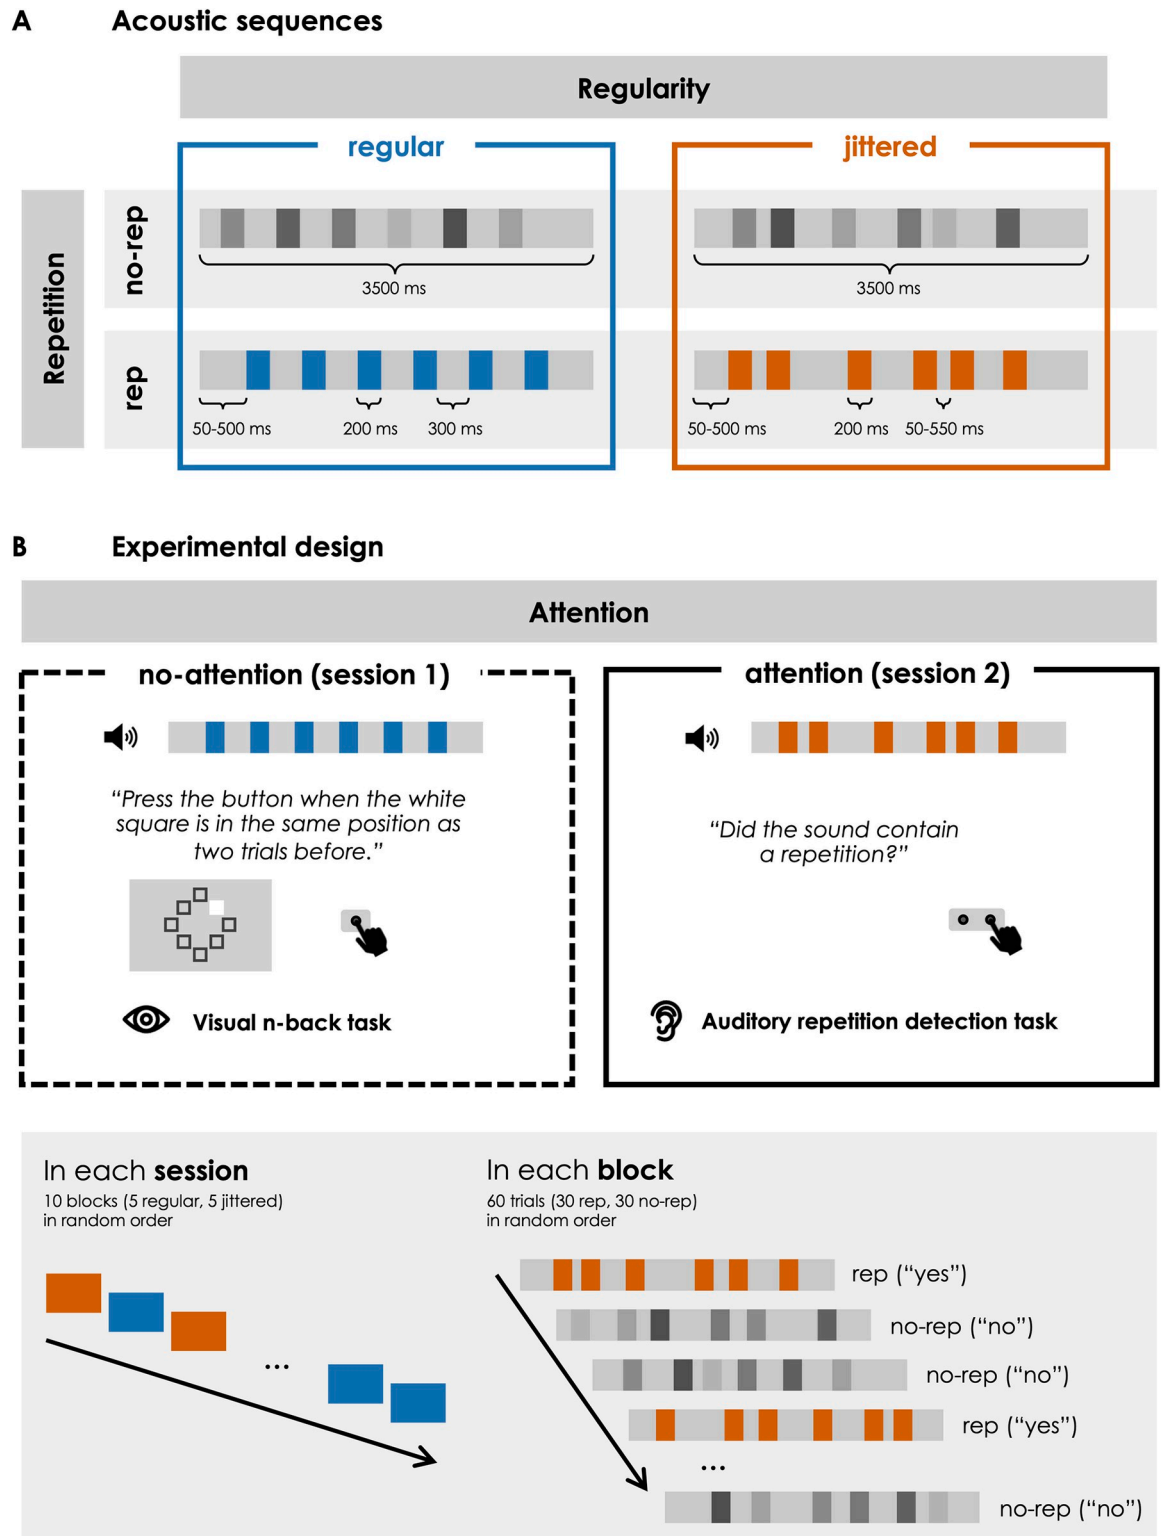 A Acoustic sequences
Regularity
regular
jittered
Repetition
no-rep
3500 ms
3500 ms
rep
50-500 ms
200 ms
300 ms
50-500 ms
200 ms
50-550 ms
B Experimental design
Attention
no-attention (session 1)
“Press the button when the white
square is in the same position as
two trials before.”
Visual n-back task
attention (session 2)
“Did the sound contain
a repetition?”
Auditory repetition detection task
In each session
10 blocks (5 regular, 5 jittered)
in random order
...
In each block
60 trials (30 rep, 30 no-rep)
in random order
rep (“yes”)
no-rep (“no”)
no-rep (“no”)
rep (“yes”)
...
no-rep (“no”)